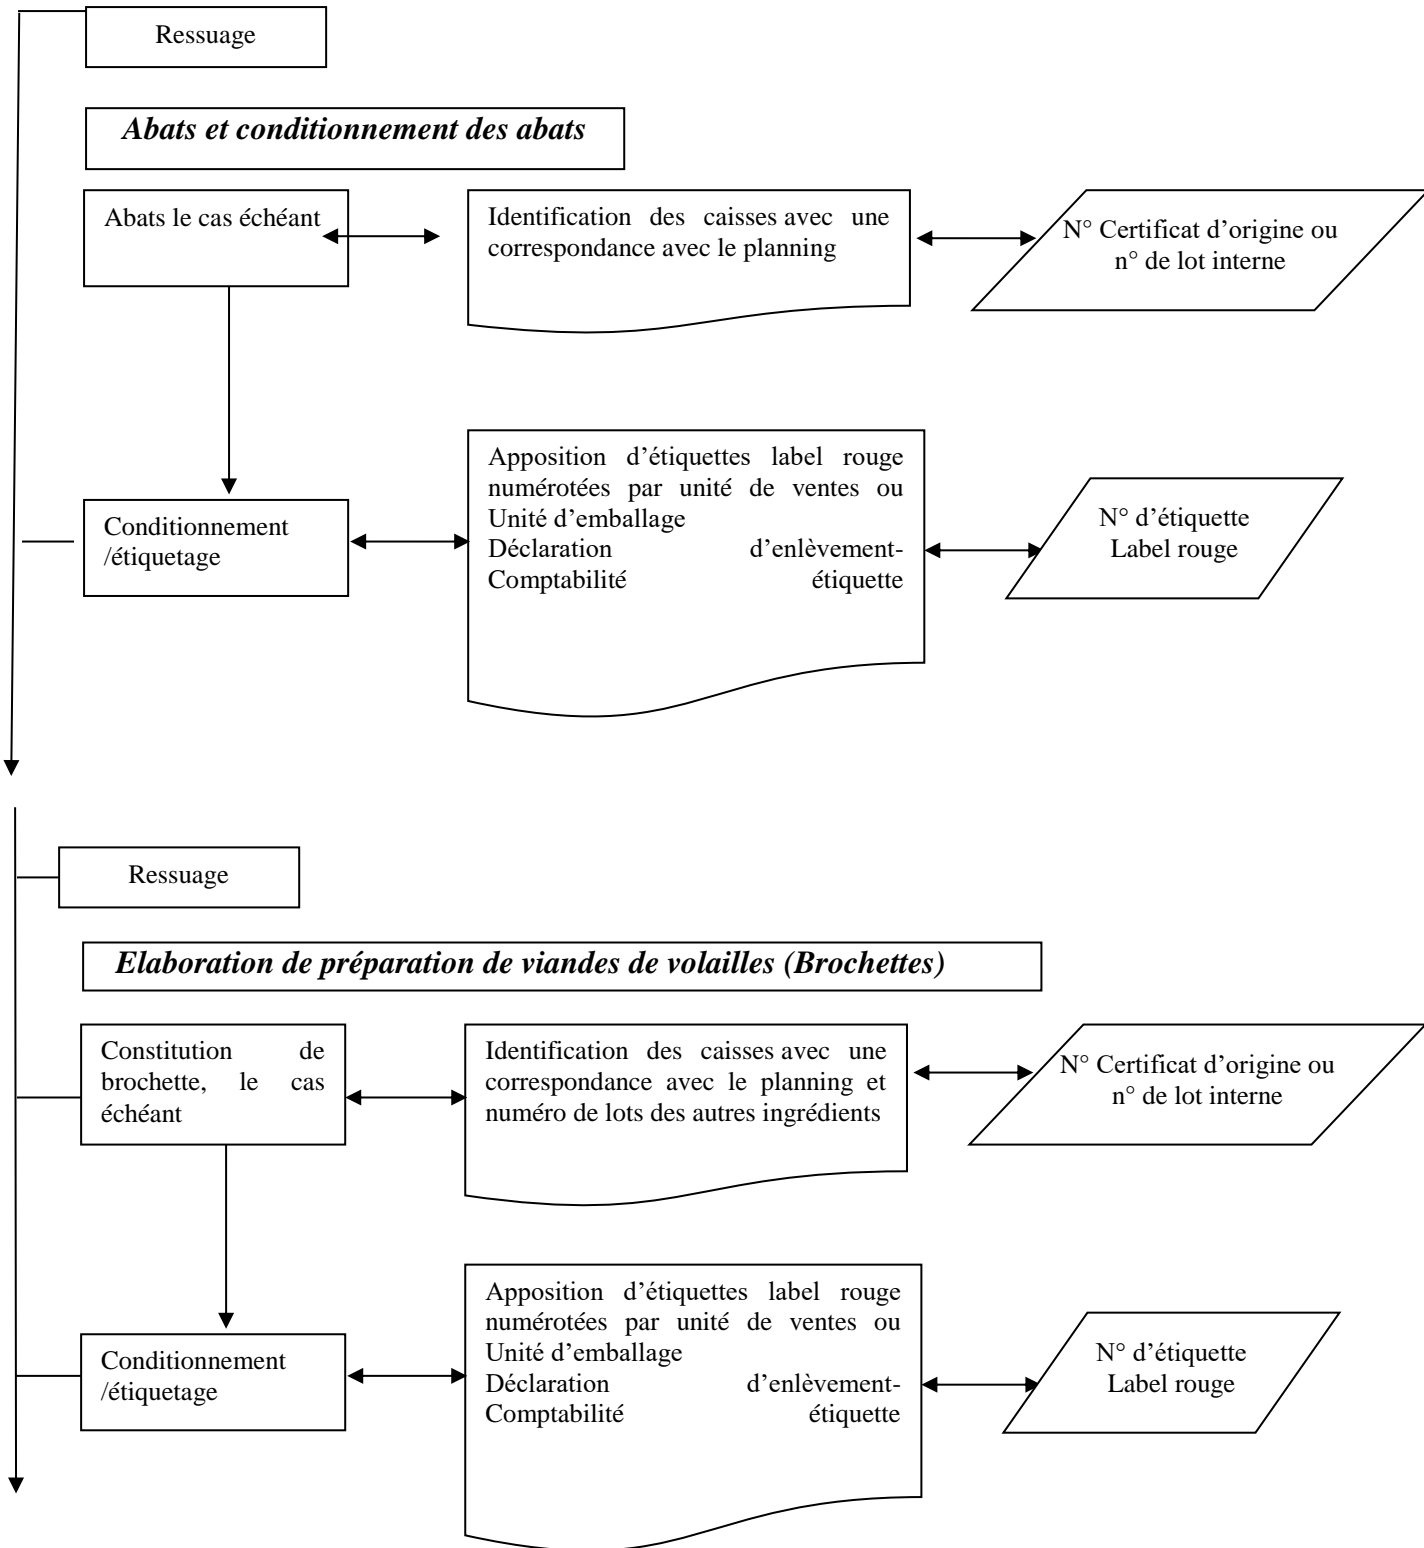 Ressuage
Abats et conditionnement des abats
Abats le cas échéant
Identification des caisses avec une
correspondance avec le planning
N° Certificat d'origine ou
n° de lot interne
Conditionnement
/étiquetage
Apposition d'étiquettes label rouge
numérotées par unité de ventes ou
Unité d'emballage
Déclaration d'enlèvement-
Comptabilité étiquette
N° d'étiquette
Label rouge
Ressuage
Elaboration de préparation de viandes de volailles (Brochettes)
Constitution de
brochette, le cas
échéant
Identification des caisses avec une
correspondance avec le planning et
numéro de lots des autres ingrédients
N° Certificat d'origine ou
n° de lot interne
Conditionnement
/étiquetage
Apposition d'étiquettes label rouge
numérotées par unité de ventes ou
Unité d'emballage
Déclaration d'enlèvement-
Comptabilité étiquette
N° d'étiquette
Label rouge